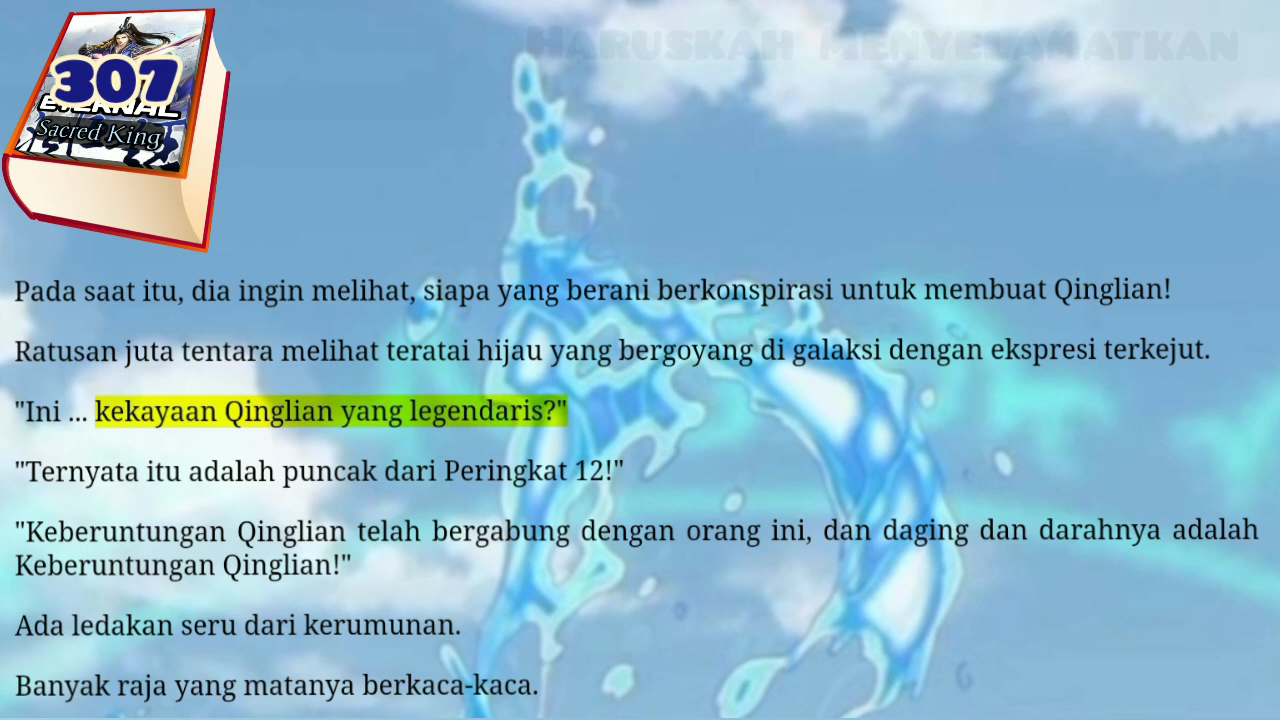 HARUSKAH MENYELAMATKAN
307
ETERNAL
Sacred King
Pada saat itu, dia ingin melihat, siapa yang berani berkonspirasi untuk membuat Qinglian!
Ratusan juta tentara melihat teratai hijau yang bergoyang di galaksi dengan ekspresi terkejut.
"Ini ... kekayaan Qinglian yang legendaris?"
"Ternyata itu adalah puncak dari Peringkat 12!"
"Keberuntungan Qinglian telah bergabung dengan orang ini, dan daging dan darahnya adalah
Keberuntungan Qinglian!"
Ada ledakan seru dari kerumunan.
Banyak raja yang matanya berkaca-kaca.